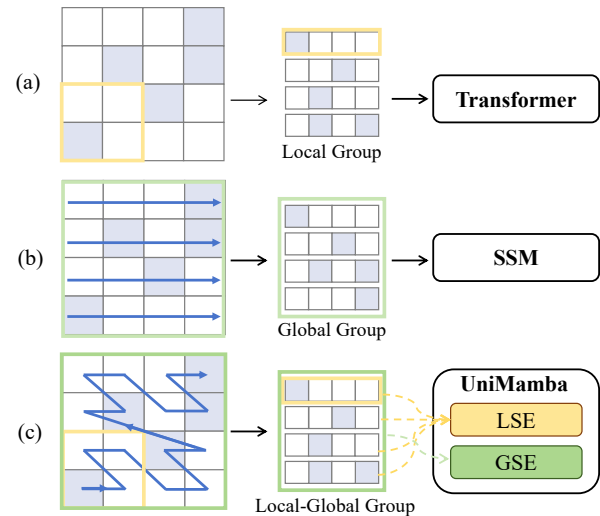 (a)
Transformer
Local Group
(b)
SSM
Global Group
(c)
UniMamba
LSE
GSE
Local-Global Group